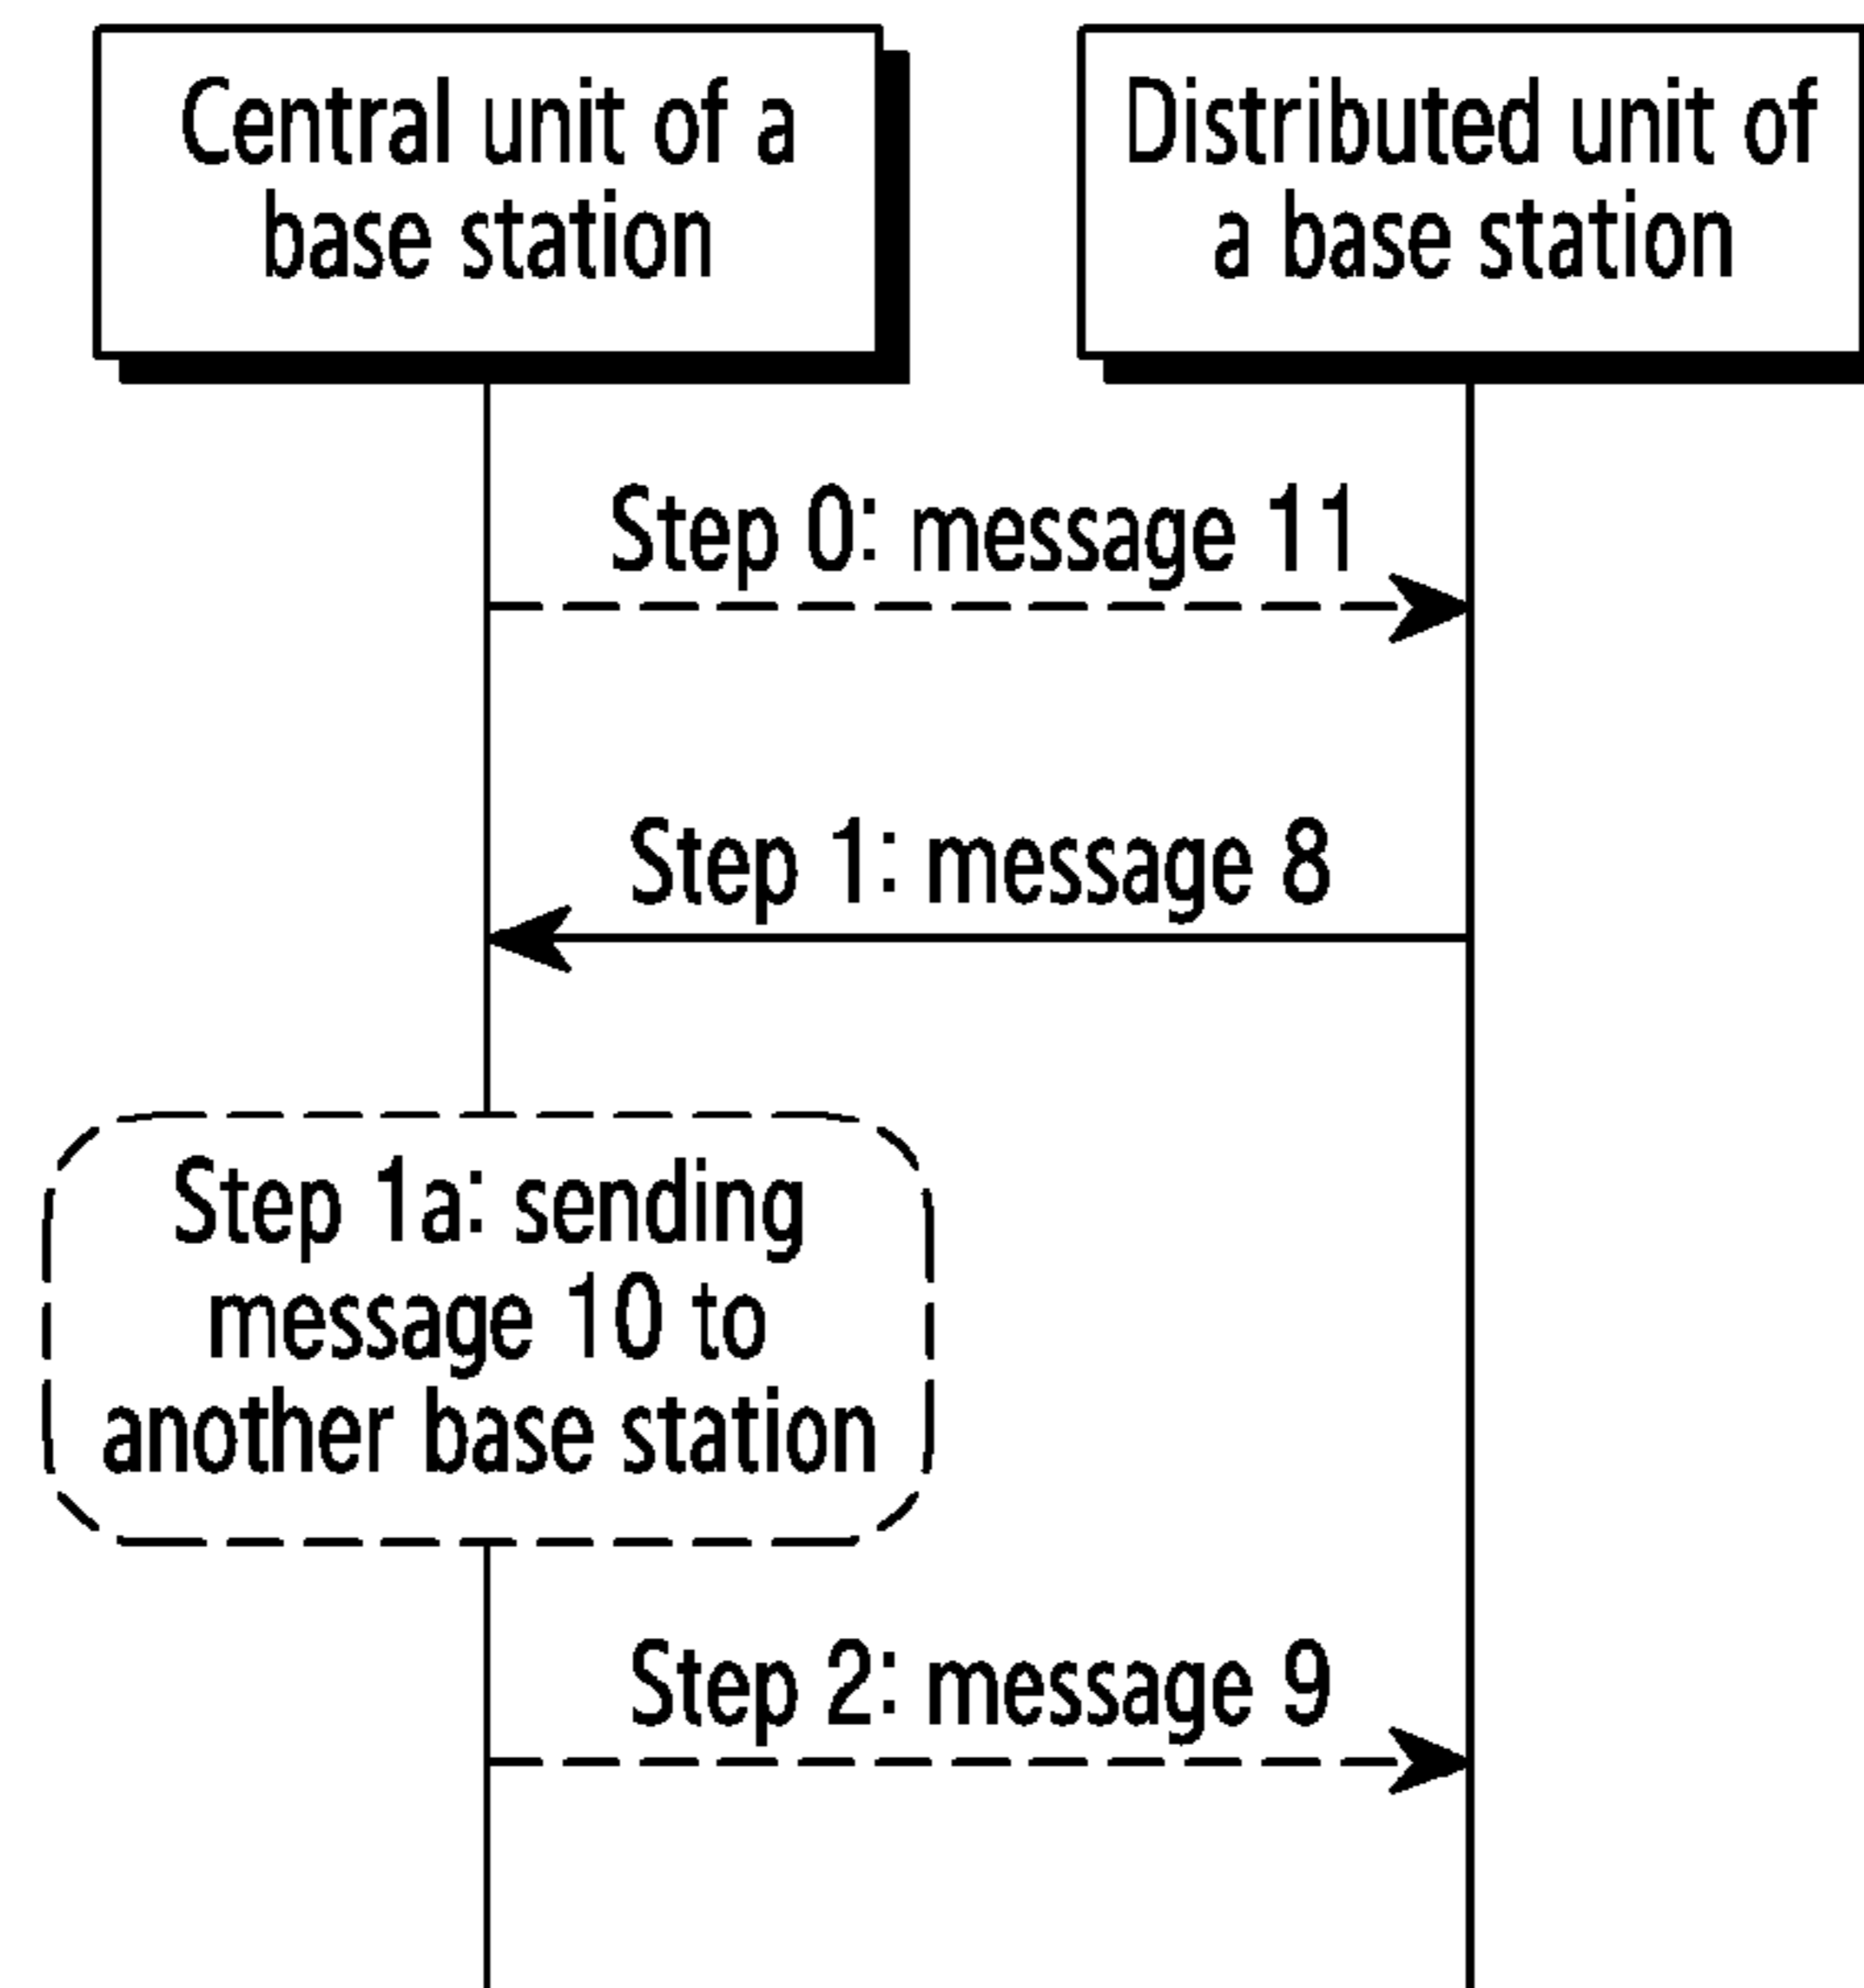 Central unit of a
base station
Distributed unit of
a base station
Step 0: message 11
Step 1: message 8
Step 1a: sending
message 10 to
another base station
Step 2: message 9